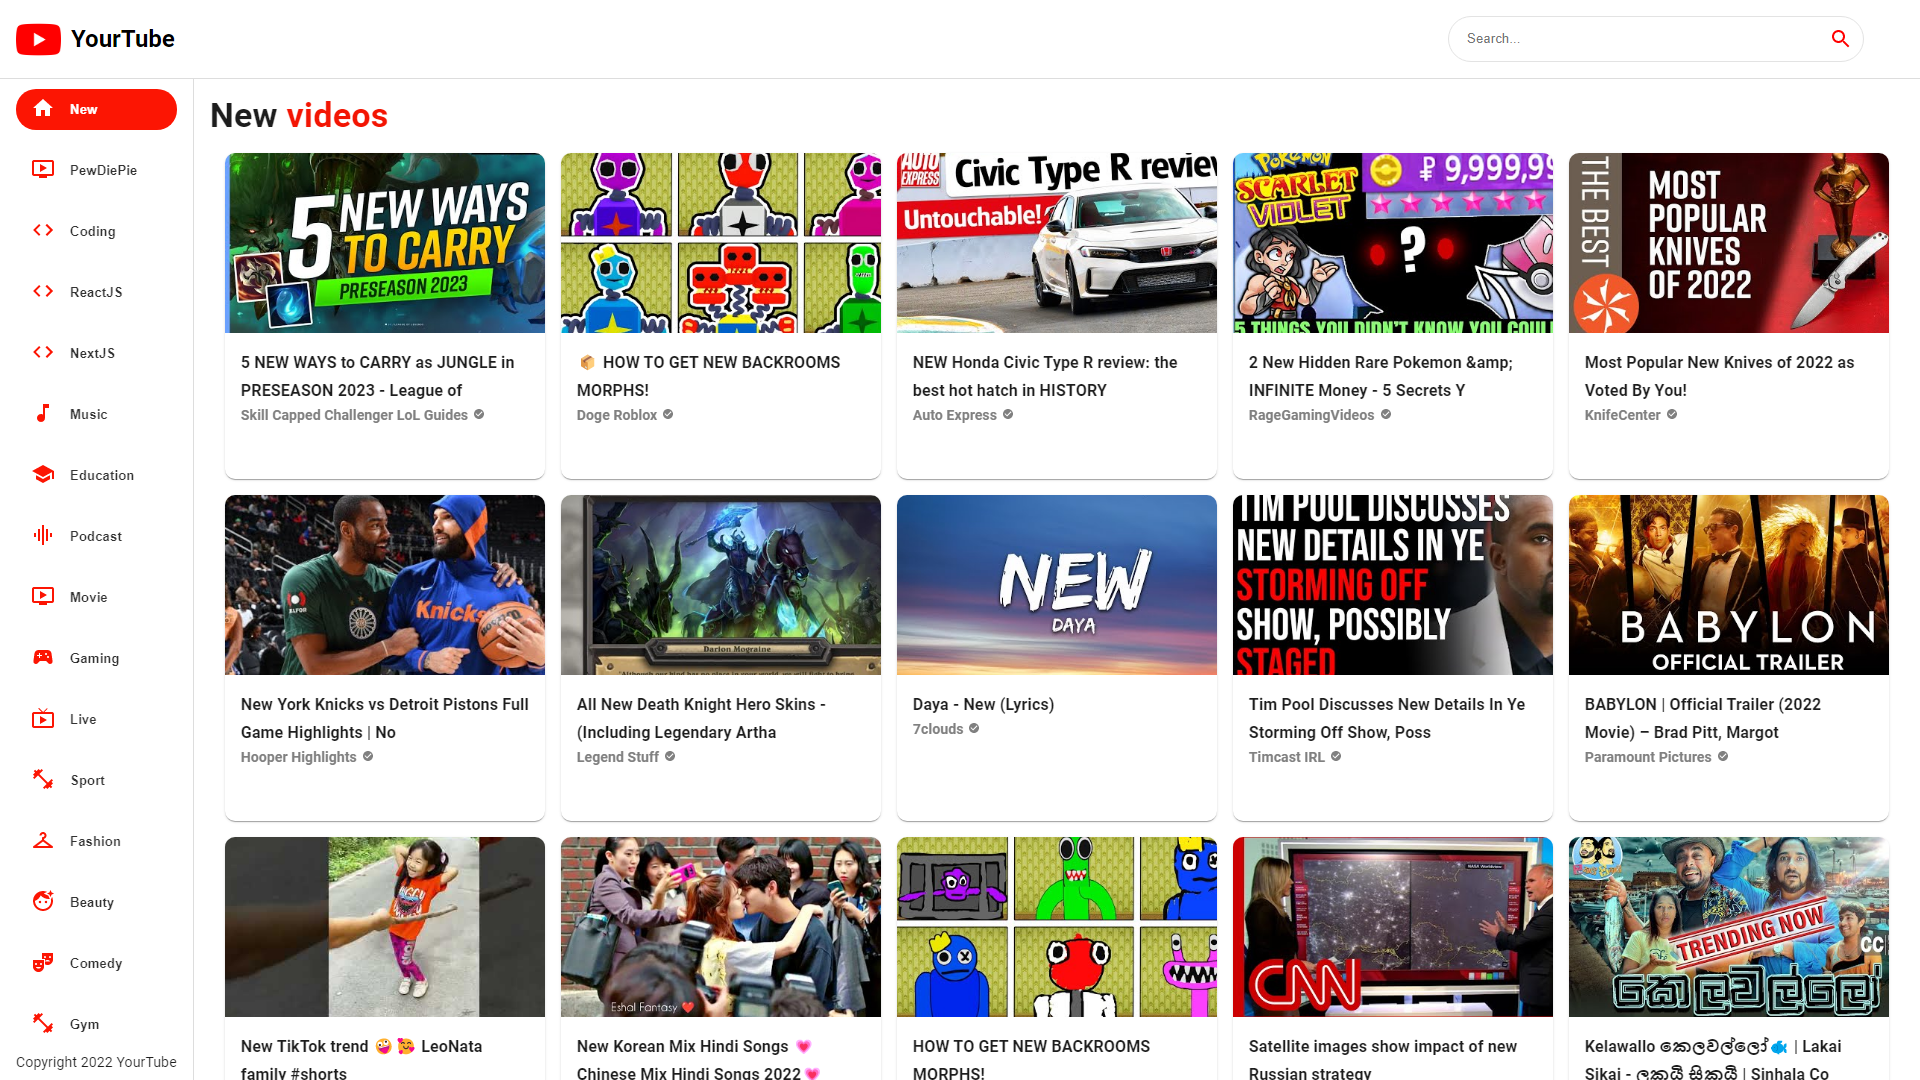 YourTube
Search...
New
PewDiePie
Coding
ReactJS
NextJS
Music
Education
Podcast
Movie
Gaming
Live
Sport
Fashion
Beauty
Comedy
Gym
Copyright 2022 YourTube
New videos
5 NEW WAYS
TO CARRY
PRESEASON 2023
5 NEW WAYS to CARRY as JUNGLE in
PRESEASON 2023 - League of
Skill Capped Challenger LoL Guides
📦 HOW TO GET NEW BACKROOMS
MORPHS!
Doge Roblox
AUTO
EXPRESS
Civic Type R review
Untouchable!
NEW Honda Civic Type R review: the
best hot hatch in HISTORY
Auto Express
POKÉMON
SCARLET
VIOLET
₽ 9,999,99
?
5 THINGS YOU DIDN'T KNOW YOU COUL
2 New Hidden Rare Pokemon &amp;
INFINITE Money - 5 Secrets Y
RageGamingVideos
THE BEST
MOST
POPULAR
KNIVES
OF 2022
Most Popular New Knives of 2022 as
Voted By You!
KnifeCenter
Knicks
New York Knicks vs Detroit Pistons Full
Game Highlights | No
Hooper Highlights
Darion Mograine
All New Death Knight Hero Skins -
(Including Legendary Artha
Legend Stuff
NEW
DAYA
Daya - New (Lyrics)
7clouds
TIM POOL DISCUSSES
NEW DETAILS IN YE
STORMING OFF
SHOW, POSSIBLY
STAGED
Tim Pool Discusses New Details In Ye
Storming Off Show, Poss
Timcast IRL
BABYLON
OFFICIAL TRAILER
BABYLON | Official Trailer (2022
Movie) – Brad Pitt, Margot
Paramount Pictures
New TikTok trend 🤪 🥰 LeoNata
family #shorts
Eshal Fantasy ❤️
New Korean Mix Hindi Songs 💗
Chinese Mix Hindi Songs 2022💗
HOW TO GET NEW BACKROOMS
MORPHS!
CNN
Satellite images show impact of new
Russian strategy
TRENDING NOW
CC
කෙලවල්ලෝ
Kelawallo කෙලවල්ලෝ🐟 | Lakai
Sikai - ලකයි සිකයි | Sinhala Co